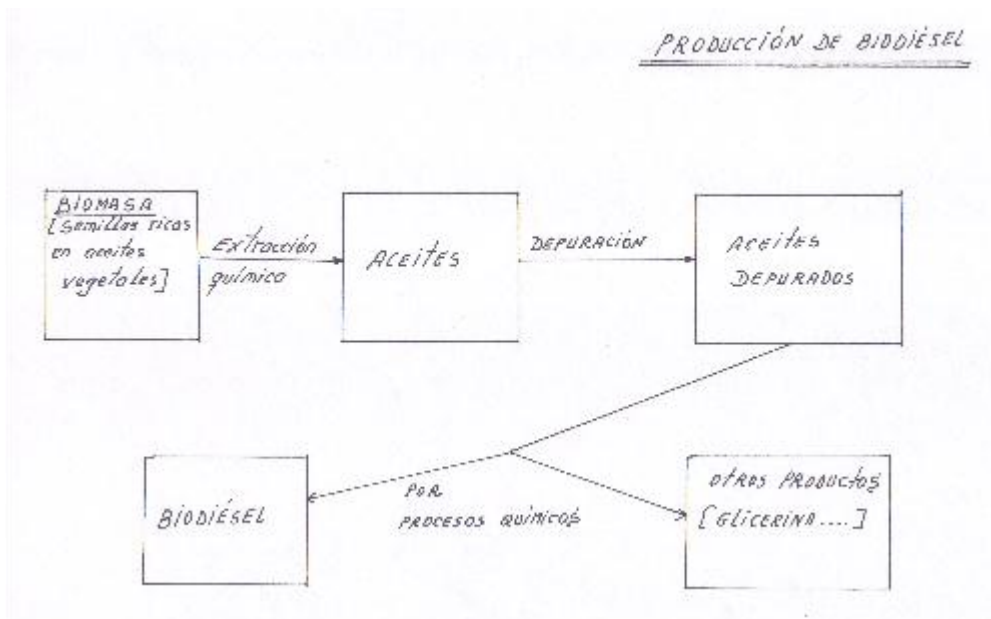 PRODUCCIÓN DE BIODIÉSEL
BIOMASA
[Semillas ricas
en aceites
vegetales]
Extracción
química
ACEITES
DEPURACIÓN
ACEITES
DEPURADOS
BIODIÉSEL
POR
PROCESOS QUÍMICOS
OTROS PRODUCTOS
[GLICERINA....]